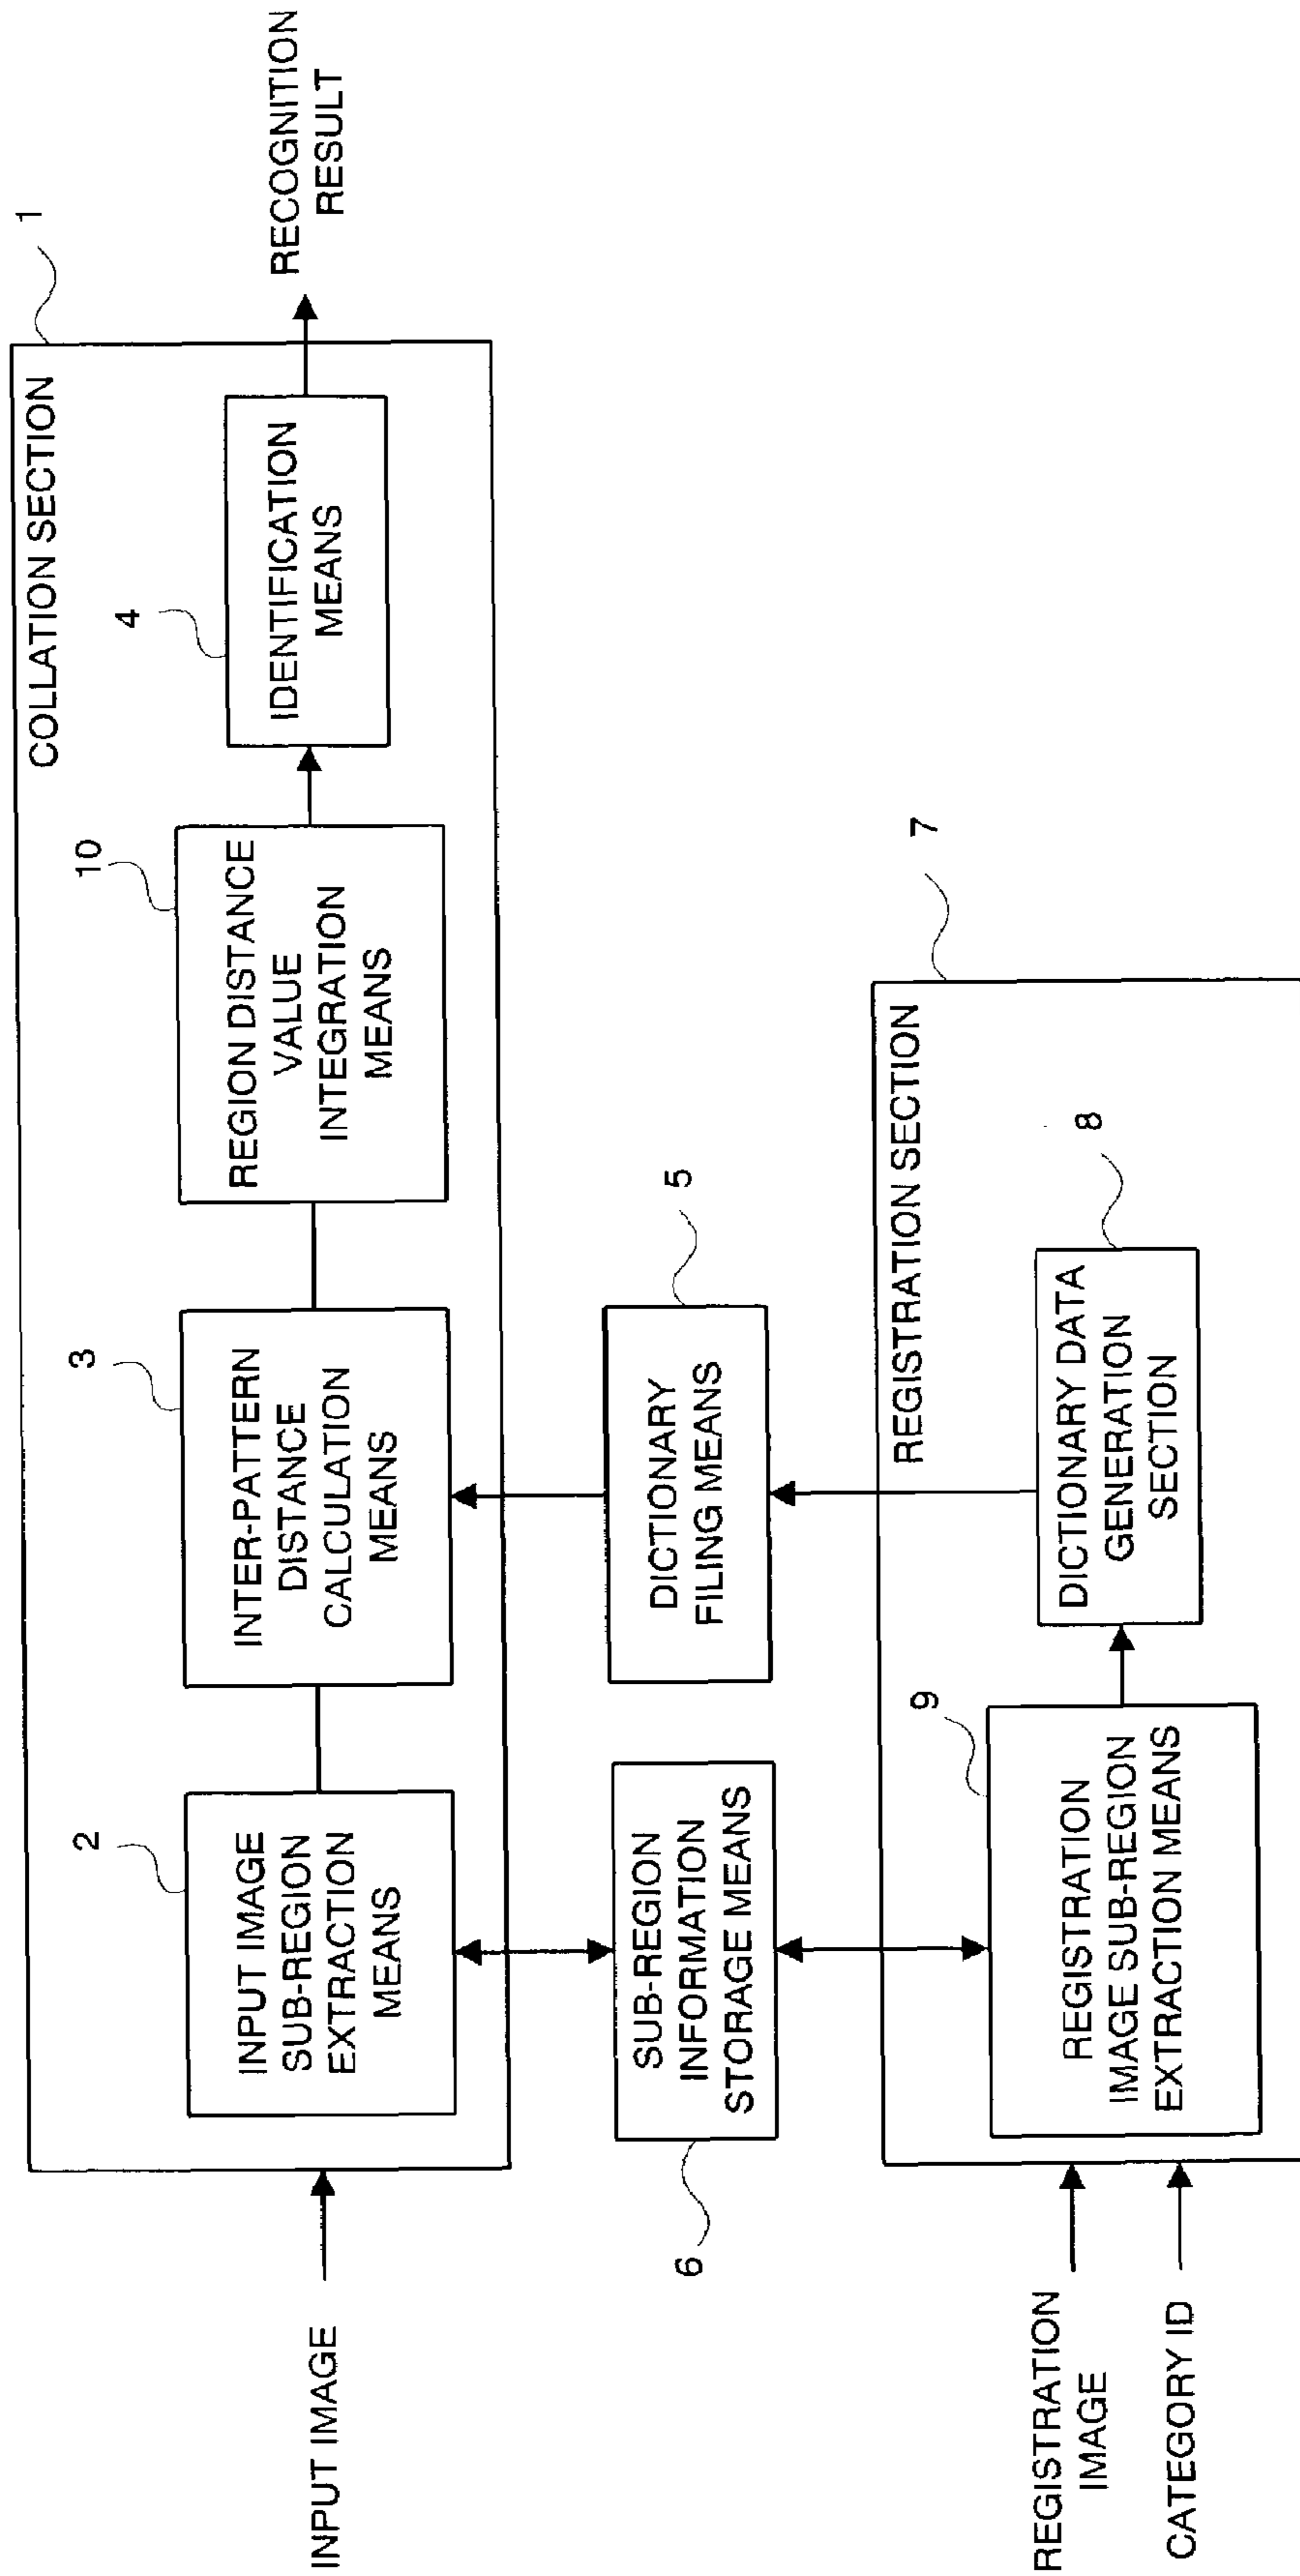 1
COLLATION SECTION
INPUT IMAGE
2
INPUT IMAGE
SUB-REGION
EXTRACTION
MEANS
3
INTER-PATTERN
DISTANCE
CALCULATION
MEANS
10
REGION DISTANCE
VALUE
INTEGRATION
MEANS
4
IDENTIFICATION
MEANS
RECOGNITION
RESULT
6
SUB-REGION
INFORMATION
STORAGE MEANS
5
DICTIONARY
FILING MEANS
7
REGISTRATION SECTION
REGISTRATION
IMAGE
CATEGORY ID
9
REGISTRATION
IMAGE SUB-REGION
EXTRACTION MEANS
8
DICTIONARY DATA
GENERATION
SECTION